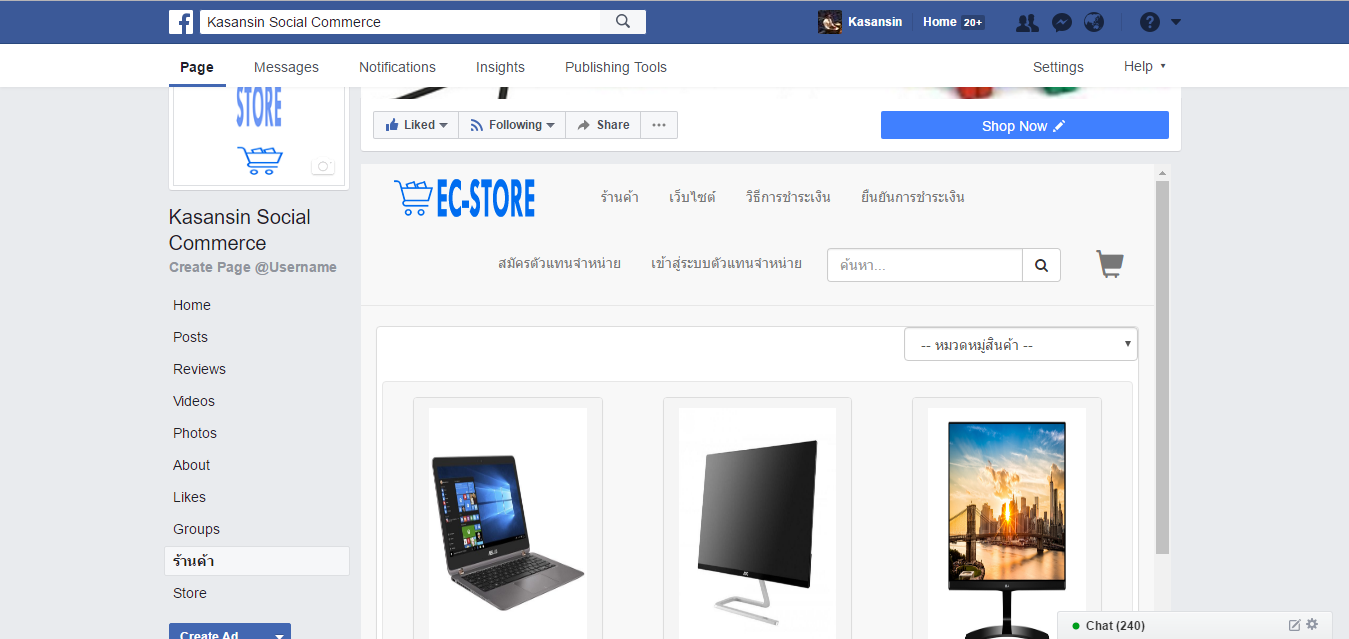 Kasansin Social Commerce
Kasansin
Home 20+
Page
Messages
Notifications
Insights
Publishing Tools
Settings
Help
STORE
Liked
Following
Share
Shop Now
Kasansin Social
Commerce
Create Page @Username
Home
Posts
Reviews
Videos
Photos
About
Likes
Groups
ร้านค้า
Store
Create Ad
EC-STORE
ร้านค้า
เว็บไซต์
วิธีการชำระเงิน
ยืนยันการชำระเงิน
สมัครตัวแทนจำหน่าย
เข้าสู่ระบบตัวแทนจำหน่าย
ค้นหา...
-- หมวดหมู่สินค้า --
Chat (240)